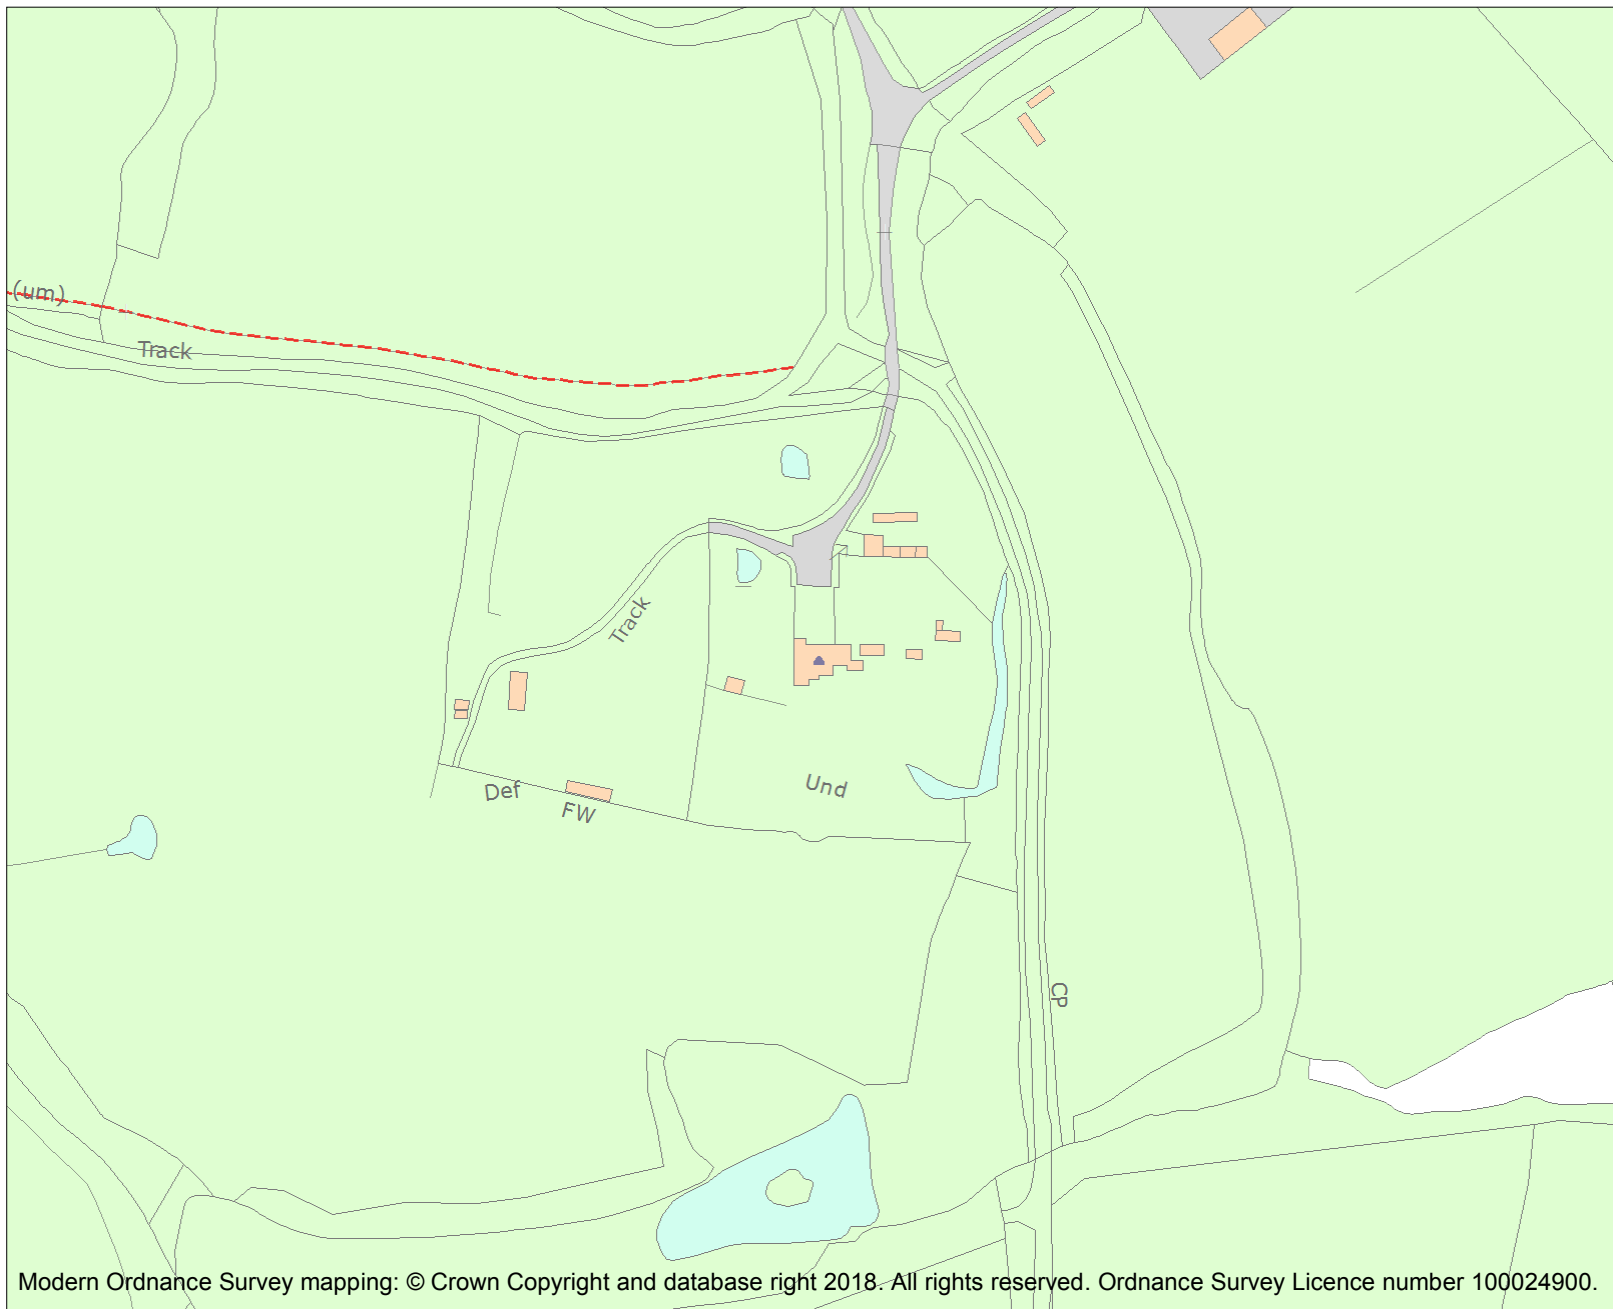 (um)
Track
Track
Und
Def
FW
CP
Modern Ordnance Survey mapping: © Crown Copyright and database right 2018. All rights reserved. Ordnance Survey Licence number 100024900.